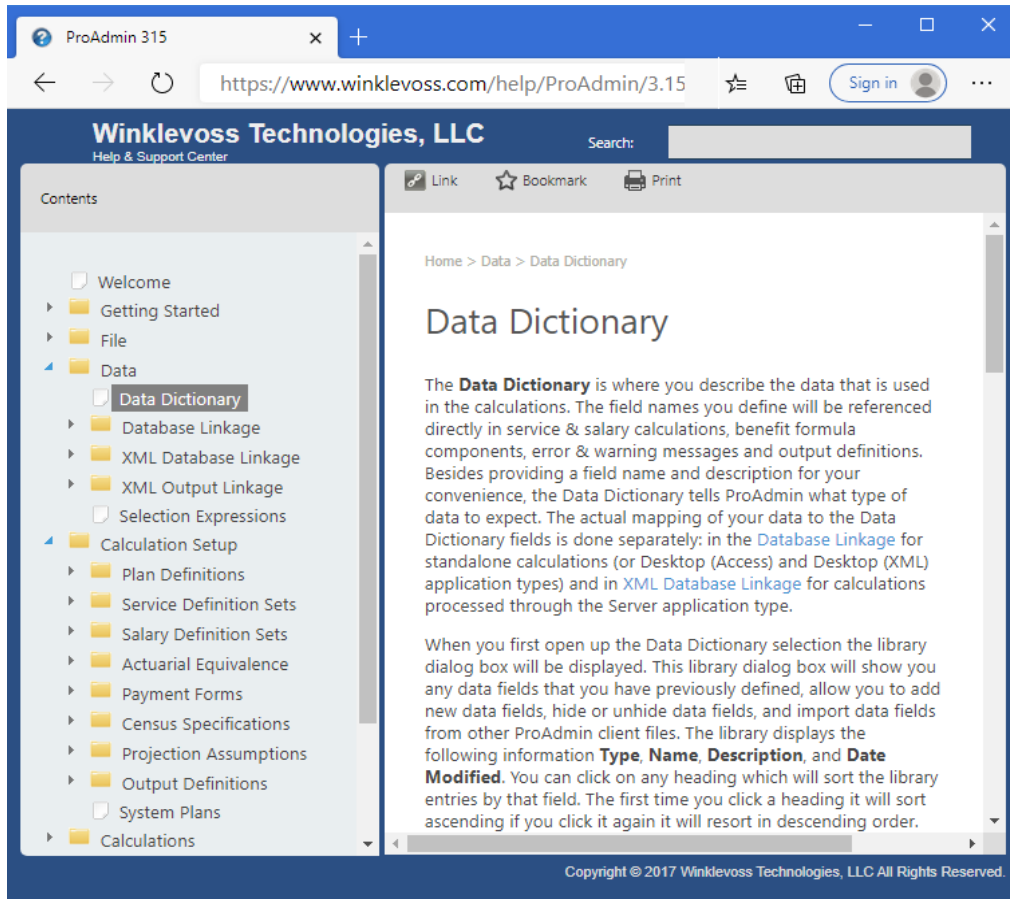 ProAdmin 315
https://www.winklevoss.com/help/ProAdmin/3.15
Sign in
Winklevoss Technologies, LLC
Help & Support Center
Search:
Contents
Link
Bookmark
Print
Welcome
Getting Started
File
Data
Data Dictionary
Database Linkage
XML Database Linkage
XML Output Linkage
Selection Expressions
Calculation Setup
Plan Definitions
Service Definition Sets
Salary Definition Sets
Actuarial Equivalence
Payment Forms
Census Specifications
Projection Assumptions
Output Definitions
System Plans
Calculations
Home > Data > Data Dictionary
Data Dictionary
The Data Dictionary is where you describe the data that is used
in the calculations. The field names you define will be referenced
directly in service & salary calculations, benefit formula
components, error & warning messages and output definitions.
Besides providing a field name and description for your
convenience, the Data Dictionary tells ProAdmin what type of
data to expect. The actual mapping of your data to the Data
Dictionary fields is done separately: in the Database Linkage for
standalone calculations (or Desktop (Access) and Desktop (XML)
application types) and in XML Database Linkage for calculations
processed through the Server application type.
When you first open up the Data Dictionary selection the library
dialog box will be displayed. This library dialog box will show you
any data fields that you have previously defined, allow you to add
new data fields, hide or unhide data fields, and import data fields
from other ProAdmin client files. The library displays the
following information Type, Name, Description, and Date
Modified. You can click on any heading which will sort the library
entries by that field. The first time you click a heading it will sort
ascending if you click it again it will resort in descending order.
Copyright © 2017 Winklevoss Technologies, LLC All Rights Reserved.